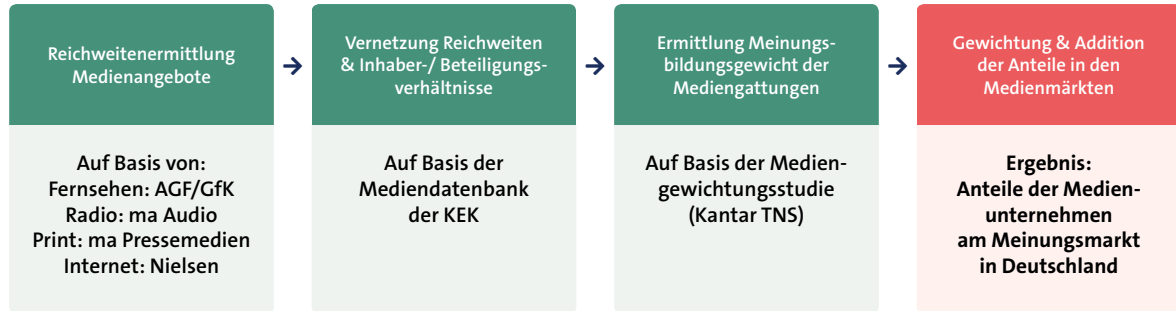 Reichweitenermittlung
Medienangebote
Auf Basis von:
Fernsehen: AGF/GfK
Radio: ma Audio
Print: ma Pressemedien
Internet: Nielsen
Vernetzung Reichweiten
& Inhaber-/ Beteiligungs-
verhältnisse
Auf Basis der
Mediendatenbank
der KEK
Ermittlung Meinungs-
bildungsgewicht der
Mediengattungen
Auf Basis der Medien-
gewichtungsstudie
(Kantar TNS)
Gewichtung & Addition
der Anteile in den
Medienmärkten
Ergebnis:
Anteile der Medien-
unternehmen
am Meinungsmarkt
in Deutschland